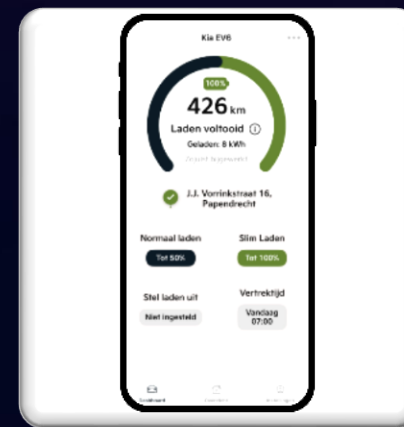 Kia EV6
100%
426 km
Laden voltooid
Geladen: 8 kWh
J.J. Vorrinkstraat 16,
Papendrecht
Normaal laden
Slim Laden
Tot 50%
Tot 100%
Stel laden uit
Vertrektijd
Niet ingesteld
Vandaag
07:00
Dashboard